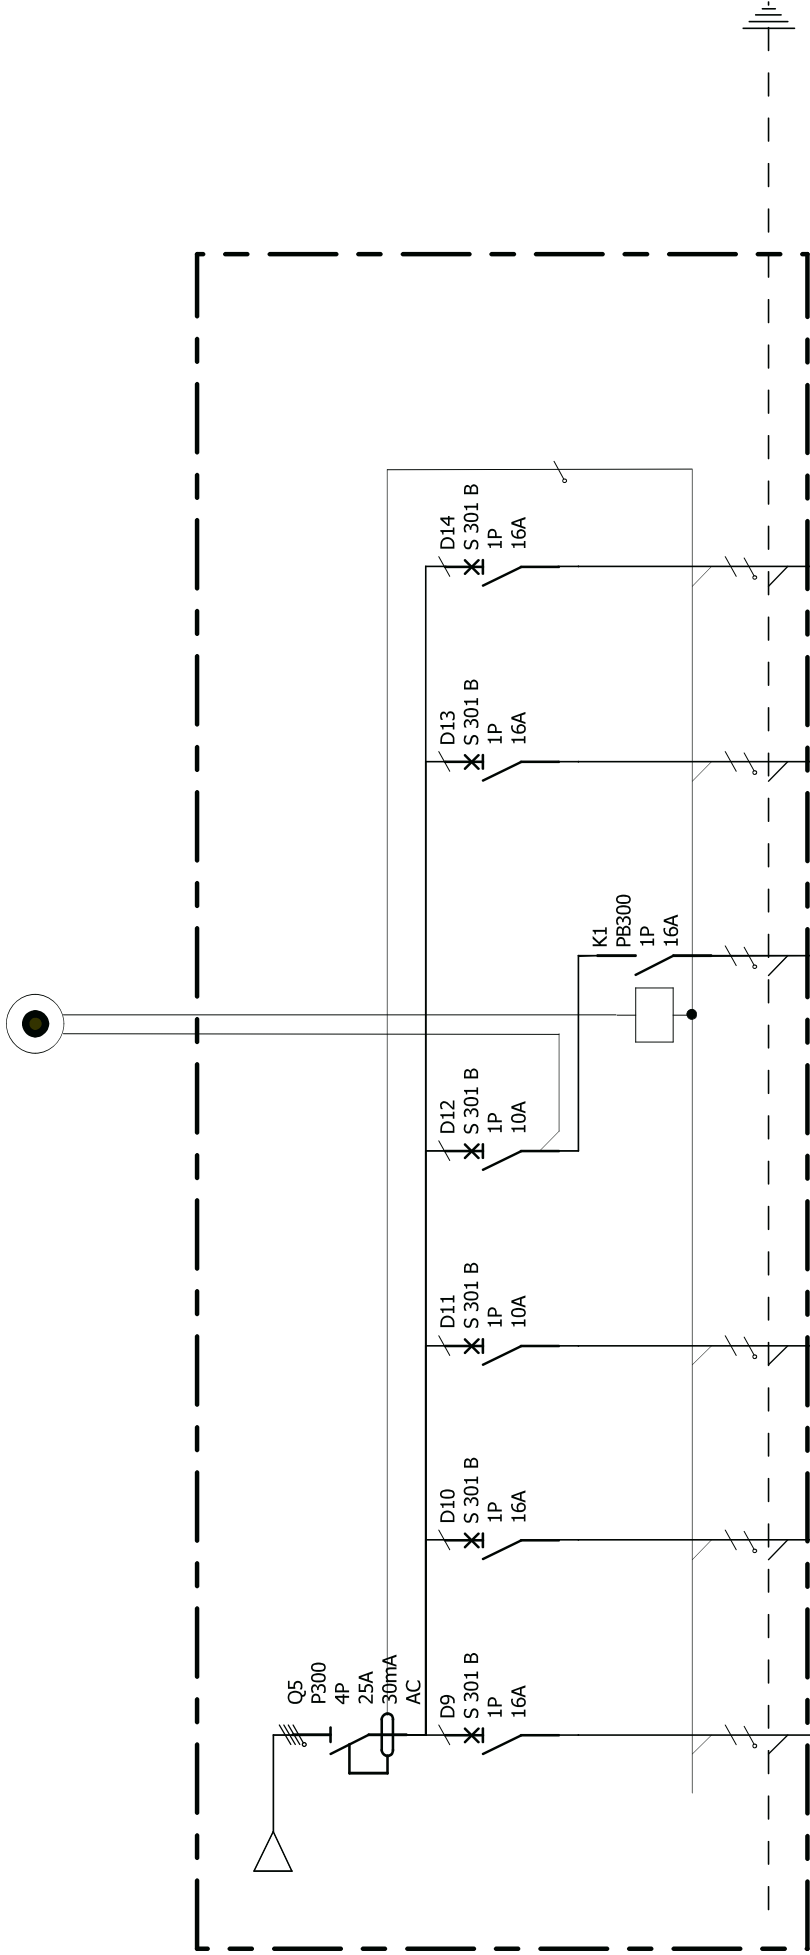 Q5
P300
4P
25A
30mA
AC
D9
S 301 B
1P
16A
D10
S 301 B
1P
16A
D11
S 301 B
1P
10A
D12
S 301 B
1P
10A
K1
PB300
1P
16A
D13
S 301 B
1P
16A
D14
S 301 B
1P
16A